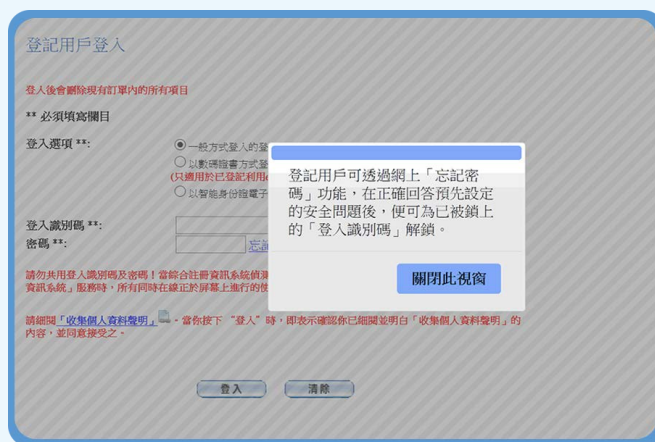 登記用戶登入
登入後會刪除現有訂單內的所有項目
** 必須填寫欄目
登入選項 **:
一般方式登入的登
以數碼證書方式登
(只適用於已登記利用
以智能身份證電子
登入識別碼 **:
密碼 **:
忘記
登記用戶可透過網上「忘記密
碼」功能，在正確回答預先設定
的安全問題後，便可為已被鎖上
的「登入識別碼」解鎖。
關閉此視窗
請勿共用登入識別碼及密碼！當綜合註冊資訊系統偵測
資訊系統」服務時，所有同時在線正於屏幕上進行的使
請細閱「收集個人資料聲明」 - 當你按下 “登入” 時，即表示確認你已細閱並明白「收集個人資料聲明」的
內容，並同意接受之。
登入
清除